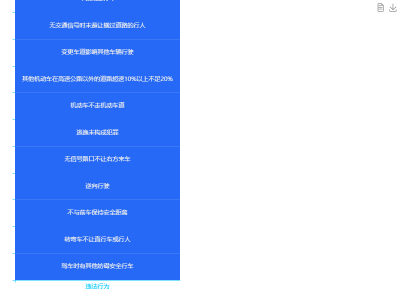 无交通信号时未避让横过道路的行人
变更车道影响其他车辆行驶
其他机动车在高速公路以外的道路超速10%以上不足20%
机动车不走机动车道
逃逸未构成犯罪
无信号路口不让右方来车
逆向行驶
不与前车保持安全距离
转弯车不让直行车或行人
驾车时有其他妨碍安全行车
违法行为